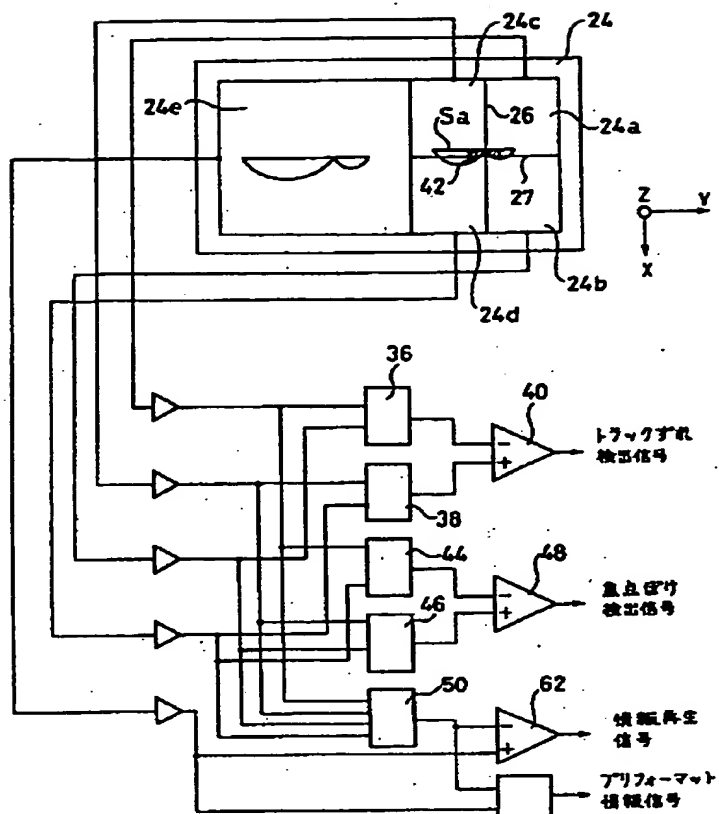 24c
24
24e
26
24a
Sa
42
27
Z
Y
X
24b
24d
36
40
-
+
トラックずれ
検出信号
38
44
48
-
+
焦点ぼけ
検出信号
46
50
62
-
+
情報再生
信号
プリフォーマット
情報信号